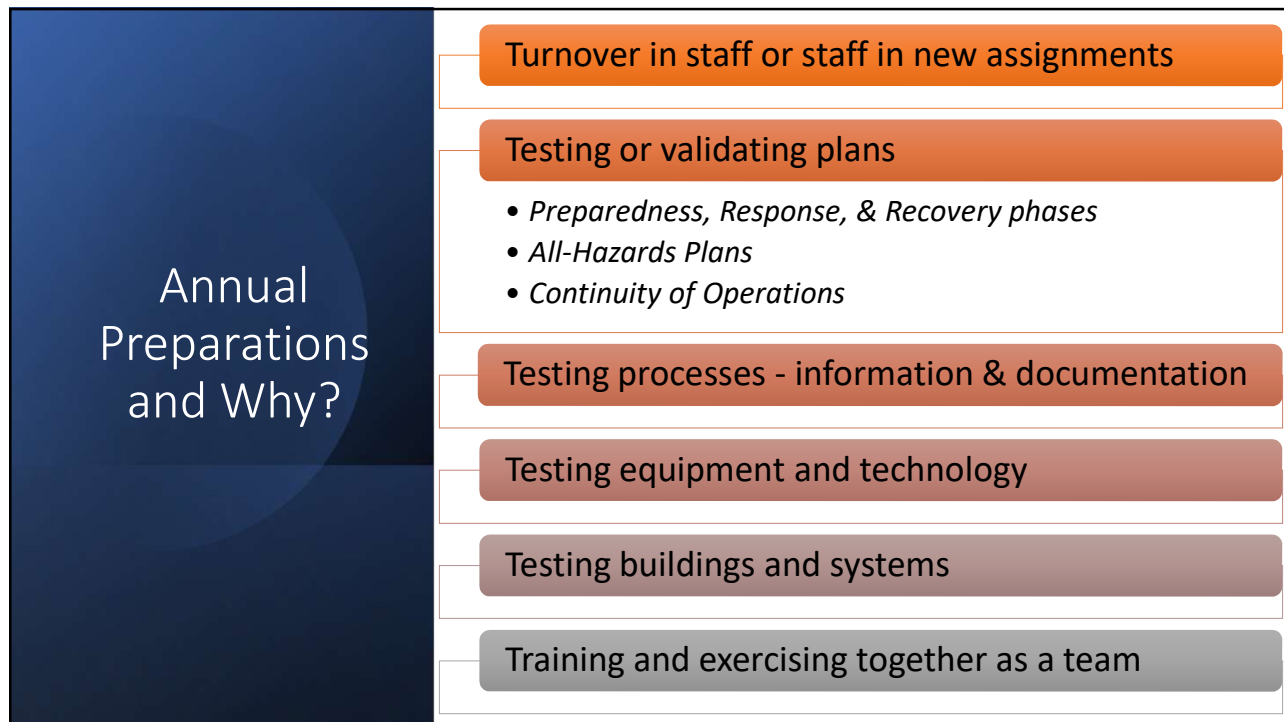 Annual
Preparations
and Why?
Turnover in staff or staff in new assignments
Testing or validating plans
• Preparedness, Response, & Recovery phases
• All-Hazards Plans
• Continuity of Operations
Testing processes - information & documentation
Testing equipment and technology
Testing buildings and systems
Training and exercising together as a team